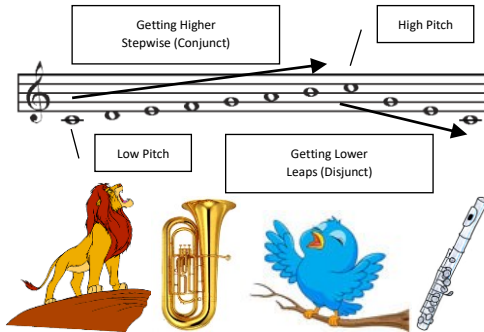 Getting Higher
Stepwise (Conjunct)
High Pitch
Low Pitch
Getting Lower
Leaps (Disjunct)